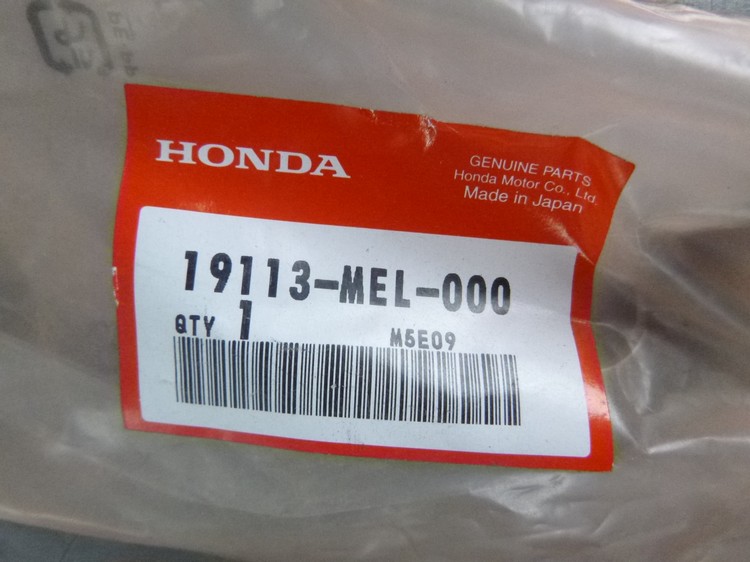 HONDA
GENUINE PARTS
Honda Motor Co., Ltd.
Made in Japan
19113-MEL-000
QTY 1
M5E09